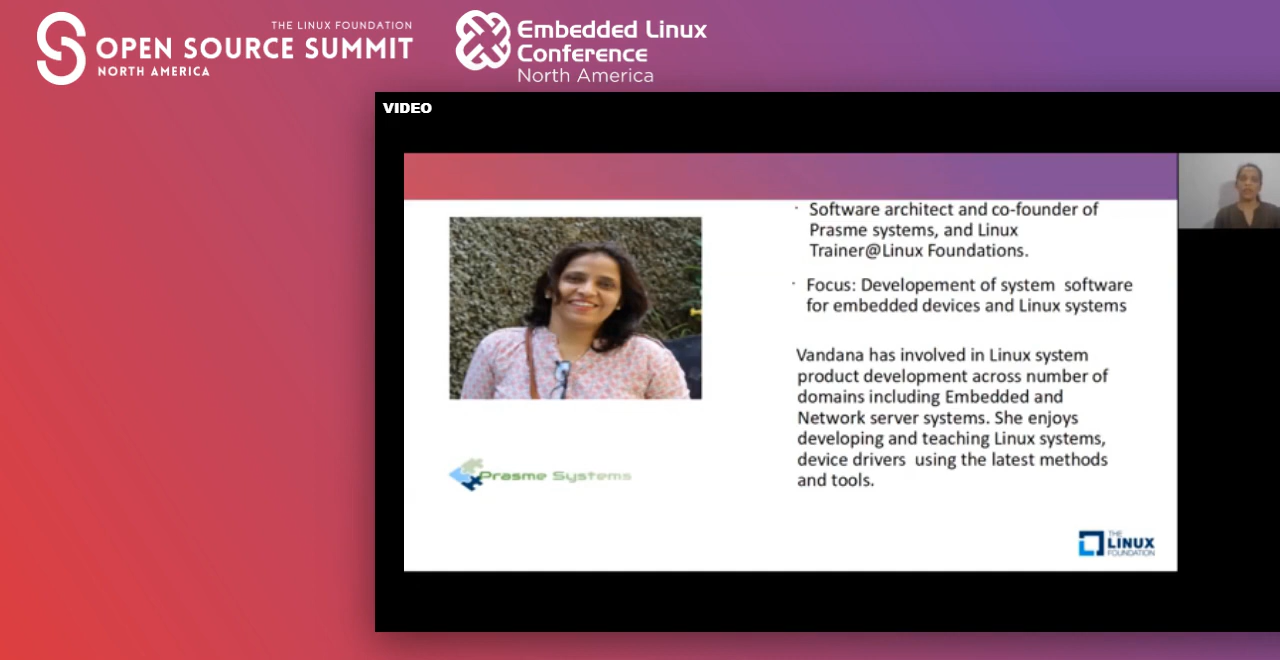 THE LINUX FOUNDATION
OPEN SOURCE SUMMIT
NORTH AMERICA
Embedded Linux
Conference
North America
VIDEO
· Software architect and co-founder of
Prasme systems, and Linux
Trainer@Linux Foundations.
· Focus: Developement of system software
for embedded devices and Linux systems
Vandana has involved in Linux system
product development across number of
domains including Embedded and
Network server systems. She enjoys
developing and teaching Linux systems,
device drivers using the latest methods
and tools.
Prasme Systems
THE
LINUX
FOUNDATION